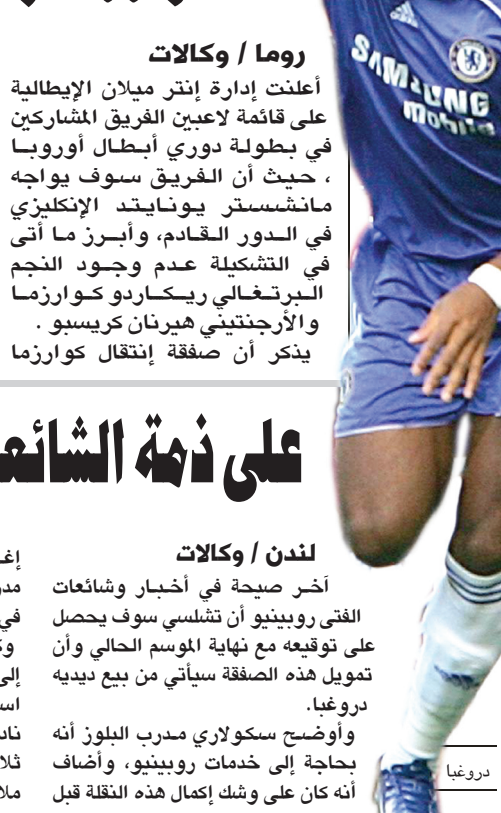 روما / وكالات
أعلنت إدارة إنتر ميلان الإيطالية
على قائمة لاعبين الفريق المشاركين
في بطولة دوري أبطال أوروبا
، حيث أن الفريق سوف يواجه
مانشستر يونايتد الإنكليزي
في الدور القادم، وأبرز ما أتى
في التشكيلة عدم وجود النجم
البرتغالي ريكاردو كوارزما
والأرجنتيني هيرنان كريسبو .
يذكر أن صفقة إنتقال كوارزما
SAMSUNG
mobile
على ذمة الشائعـ
لندن / وكالات
آخر صيحة في أخبار وشائعات
الفتى روبينيو أن تشلسي سوف يحصل
على توقيعه مع نهاية الموسم الحالي وأن
تمويل هذه الصفقة سيأتي من بيع ديديه
دروغبا.
وأوضح سكولاري مدرب البلوز أنه
بحاجة إلى خدمات روبينيو، وأضاف
أنه كان على وشك إكمال هذه النقلة قبل
في
إلى
دروغبا